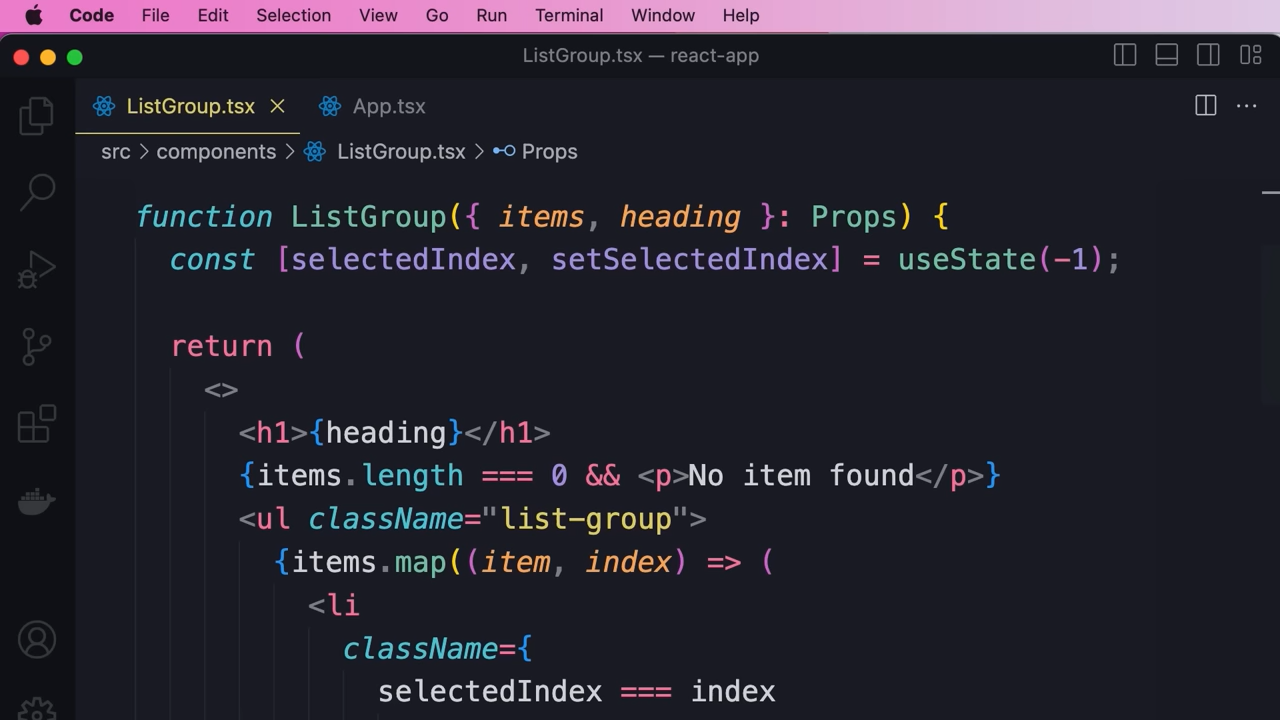 Code File Edit Selection View Go Run Terminal Window Help
ListGroup.tsx — react-app
ListGroup.tsx App.tsx
src > components > ListGroup.tsx > Props
function ListGroup({ items, heading }: Props) {
const [selectedIndex, setSelectedIndex] = useState(-1);
return (
<>
<h1>{heading}</h1>
{items.length === 0 && <p>No item found</p>}
<ul className="list-group">
{items.map((item, index) => (
<li
className={
selectedIndex === index